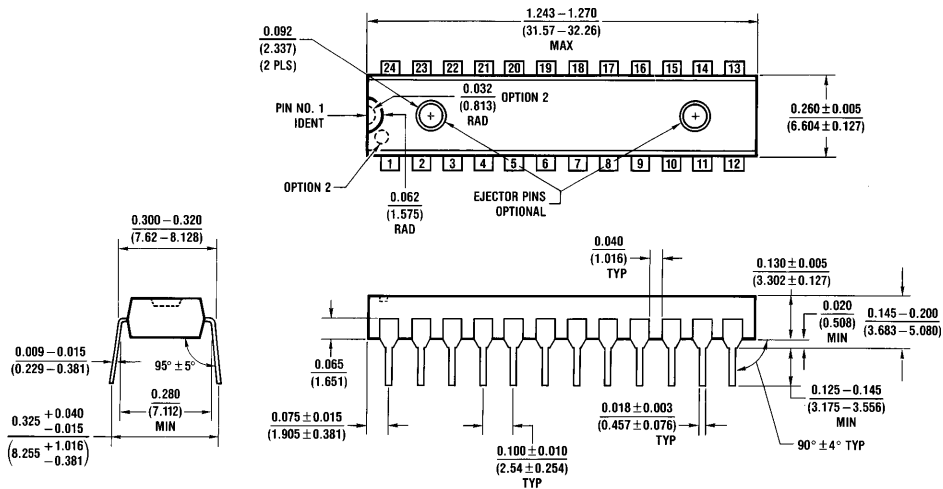 1.243 – 1.270
(31.57 – 32.26)
MAX
0.092
(2.337)
(2 PLS)
24 23 22 21 20 19 18 17 16 15 14 13
0.032
(0.813)
RAD
OPTION 2
PIN NO. 1
IDENT
0.260 ± 0.005
(6.604 ± 0.127)
1 2 3 4 5 6 7 8 9 10 11 12
OPTION 2
0.062
(1.575)
RAD
EJECTOR PINS
OPTIONAL
0.300 – 0.320
(7.62 – 8.128)
0.040
(1.016)
TYP
0.130 ± 0.005
(3.302 ± 0.127)
0.020
(0.508)
MIN
0.145 – 0.200
(3.683 – 5.080)
0.009 – 0.015
(0.229 – 0.381)
95° ± 5°
0.280
(7.112)
MIN
0.065
(1.651)
0.125 – 0.145
(3.175 – 3.556)
MIN
0.325 + 0.040
– 0.015
(8.255 + 1.016
– 0.381)
0.075 ± 0.015
(1.905 ± 0.381)
0.018 ± 0.003
(0.457 ± 0.076)
TYP
90° ± 4° TYP
0.100 ± 0.010
(2.54 ± 0.254)
TYP